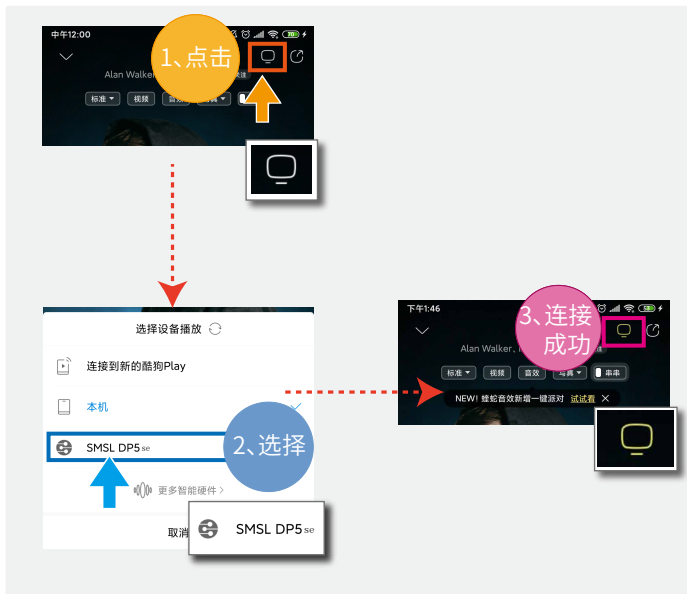 中午12:00
1、点击
Alan Walke
标准
视频
选择设备播放
连接到新的酷狗Play
本机
SMSL DP5 se
2、选择
更多智能硬件
取消
SMSL DP5 se
下午1:46
3、连接
成功
Alan Walker、
标准
视频
音效
写真
串串
NEW! 蝰蛇音效新增一键派对 试试看